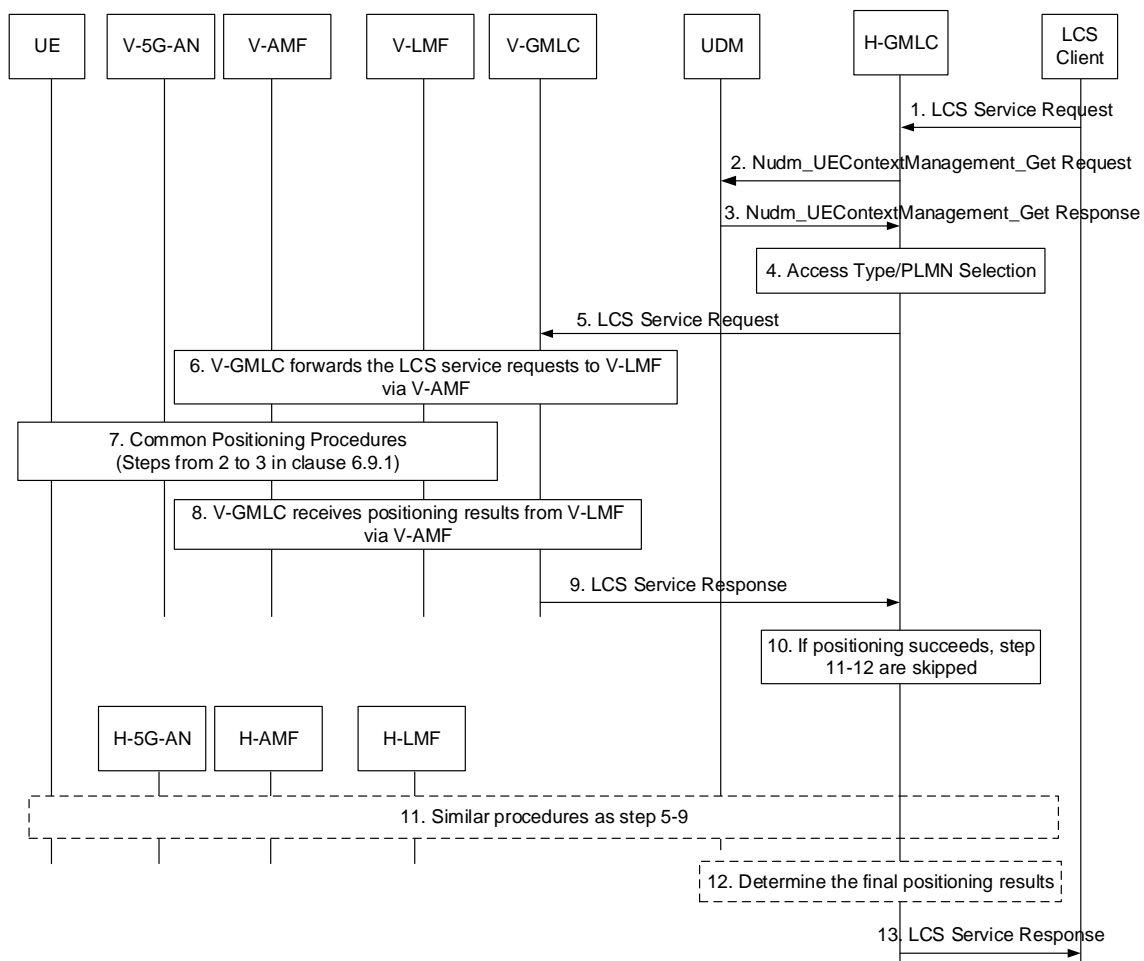 UE
V-5G-AN
V-AMF
V-LMF
V-GMLC
UDM
H-GMLC
LCS
Client
1. LCS Service Request
2. Nudm_UEContextManagement_Get Request
3. Nudm_UEContextManagement_Get Response
4. Access Type/PLMN Selection
5. LCS Service Request
6. V-GMLC forwards the LCS service requests to V-LMF
via V-AMF
7. Common Positioning Procedures
(Steps from 2 to 3 in clause 6.9.1)
8. V-GMLC receives positioning results from V-LMF
via V-AMF
9. LCS Service Response
10. If positioning succeeds, step
11-12 are skipped
H-5G-AN
H-AMF
H-LMF
11. Similar procedures as step 5-9
12. Determine the final positioning results
13. LCS Service Response